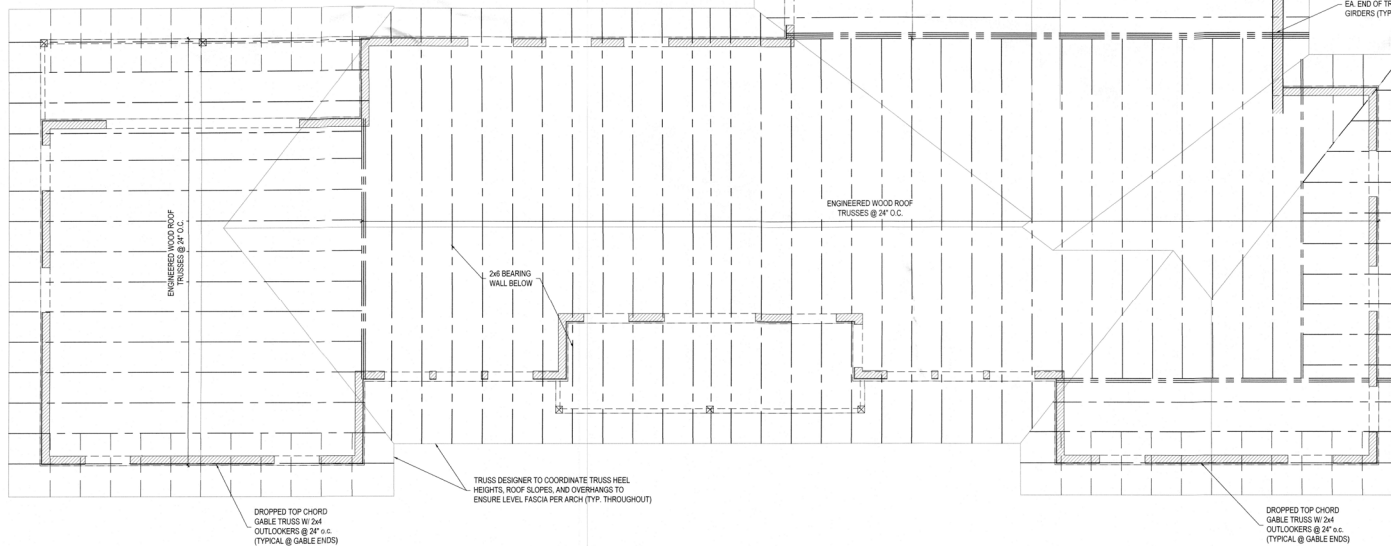 EA. END OF TR
GIRDERS (TYP
ENGINEERED WOOD ROOF
TRUSSES @ 24" O.C.
ENGINEERED WOOD ROOF
TRUSSES @ 24" O.C.
2x6 BEARING
WALL BELOW
TRUSS DESIGNER TO COORDINATE TRUSS HEEL
HEIGHTS, ROOF SLOPES, AND OVERHANGS TO
ENSURE LEVEL FASCIA PER ARCH (TYP. THROUGHOUT)
DROPPED TOP CHORD
GABLE TRUSS W/ 2x4
OUTLOOKERS @ 24" o.c.
(TYPICAL @ GABLE ENDS)
DROPPED TOP CHORD
GABLE TRUSS W/ 2x4
OUTLOOKERS @ 24" o.c.
(TYPICAL @ GABLE ENDS)